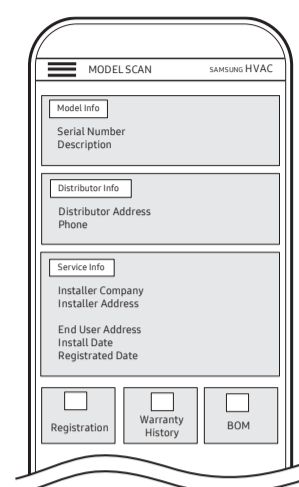 MODEL SCAN SAMSUNG HVAC
Model Info
Serial Number
Description
Distributor Info
Distributor Address
Phone
Service Info
Installer Company
Installer Address
End User Address
Install Date
Registrated Date
Registration
Warranty
History
BOM